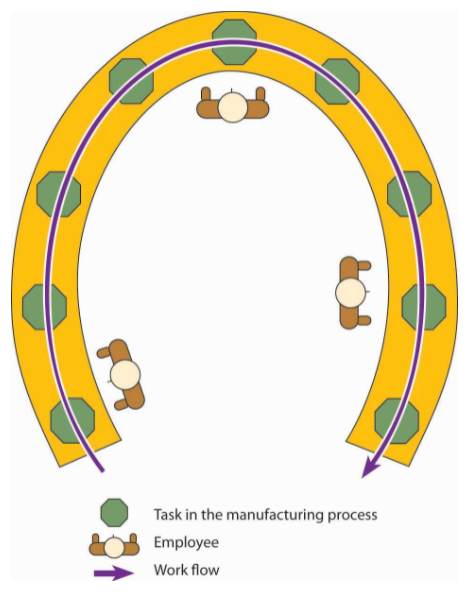 Task in the manufacturing process
Employee
Work flow